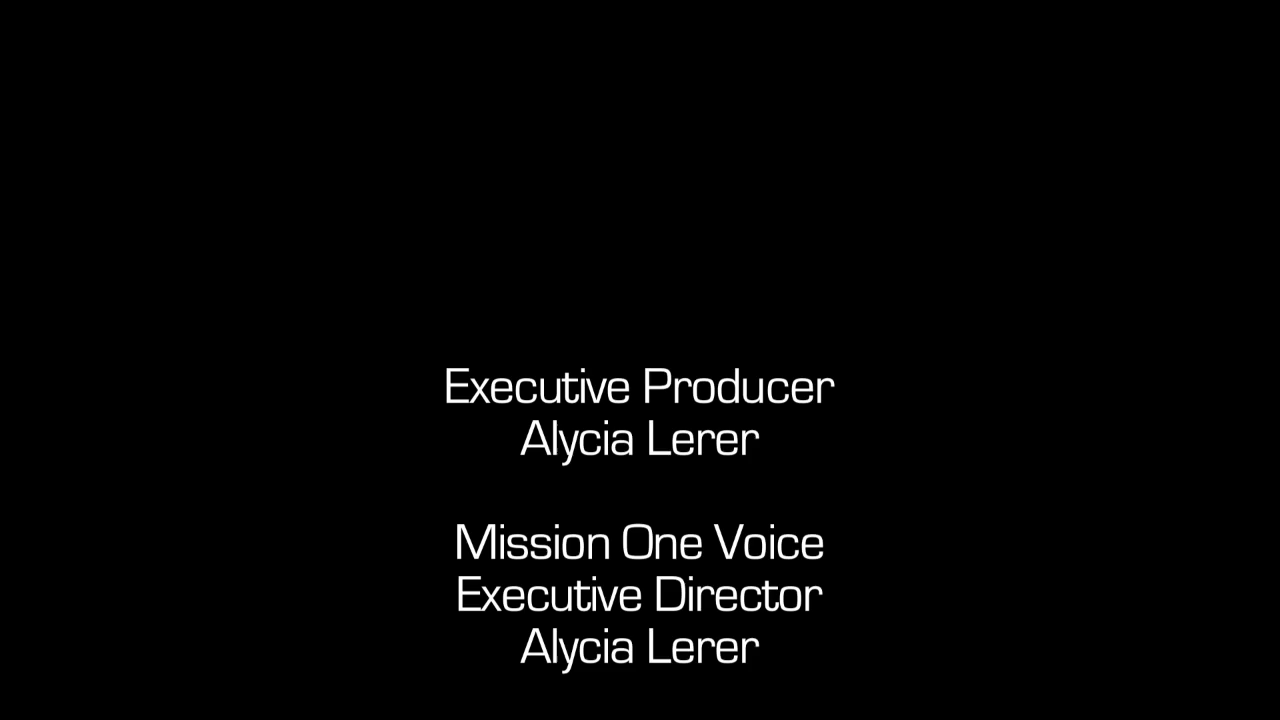 Executive Producer
Alycia Lerer
Mission One Voice
Executive Director
Alycia Lerer